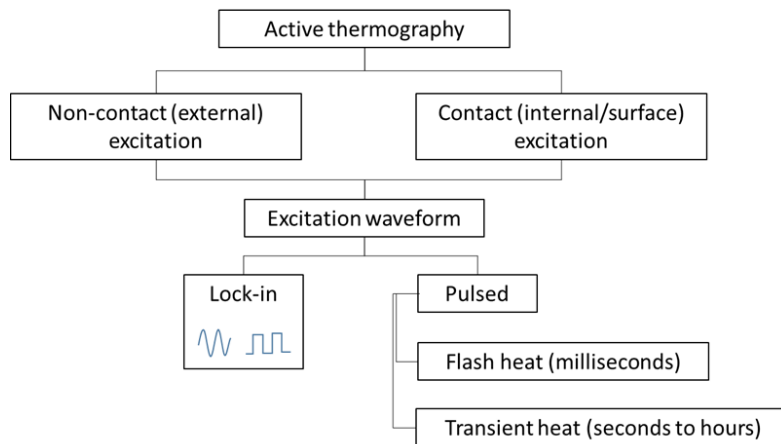 Active thermography
Non-contact (external)
excitation
Contact (internal/surface)
excitation
Excitation waveform
Lock-in
Pulsed
Flash heat (milliseconds)
Transient heat (seconds to hours)